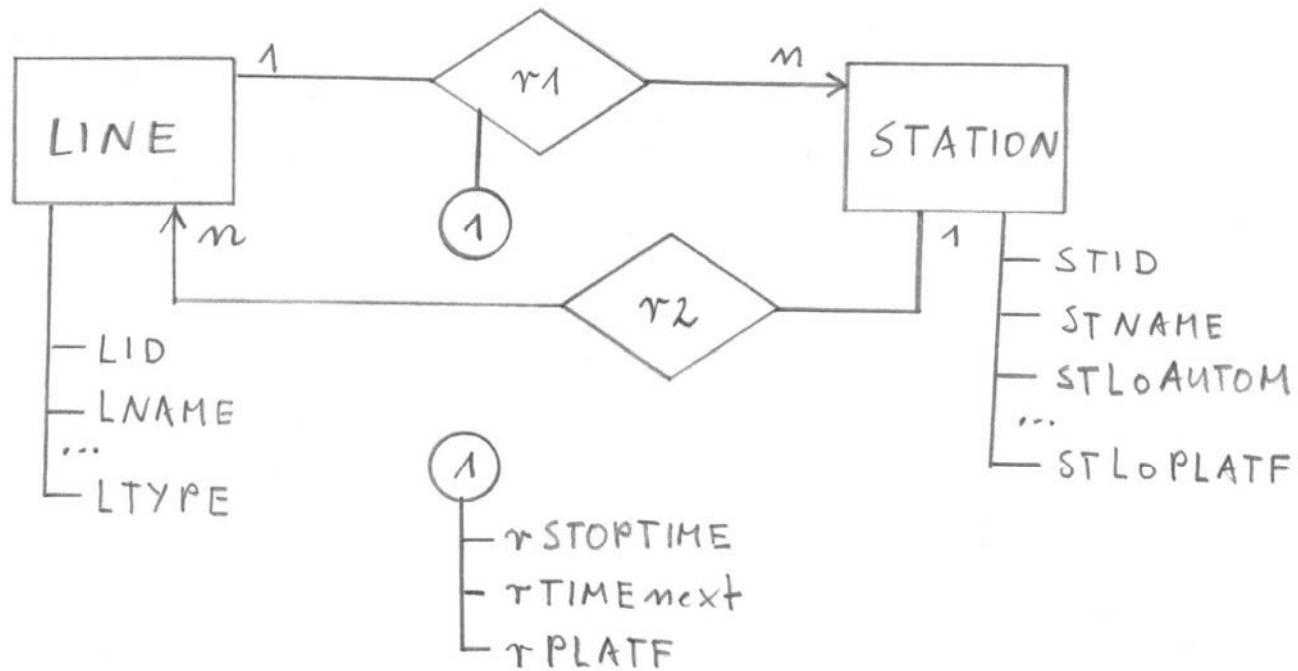 1
r1
n
LINE
STATION
1
n
1
r2
STID
STNAME
STLoAUTOM
...
STLoPLATF
LID
LNAME
...
LTYPE
1
rSTOPTIME
rTIMEnext
rPLATF